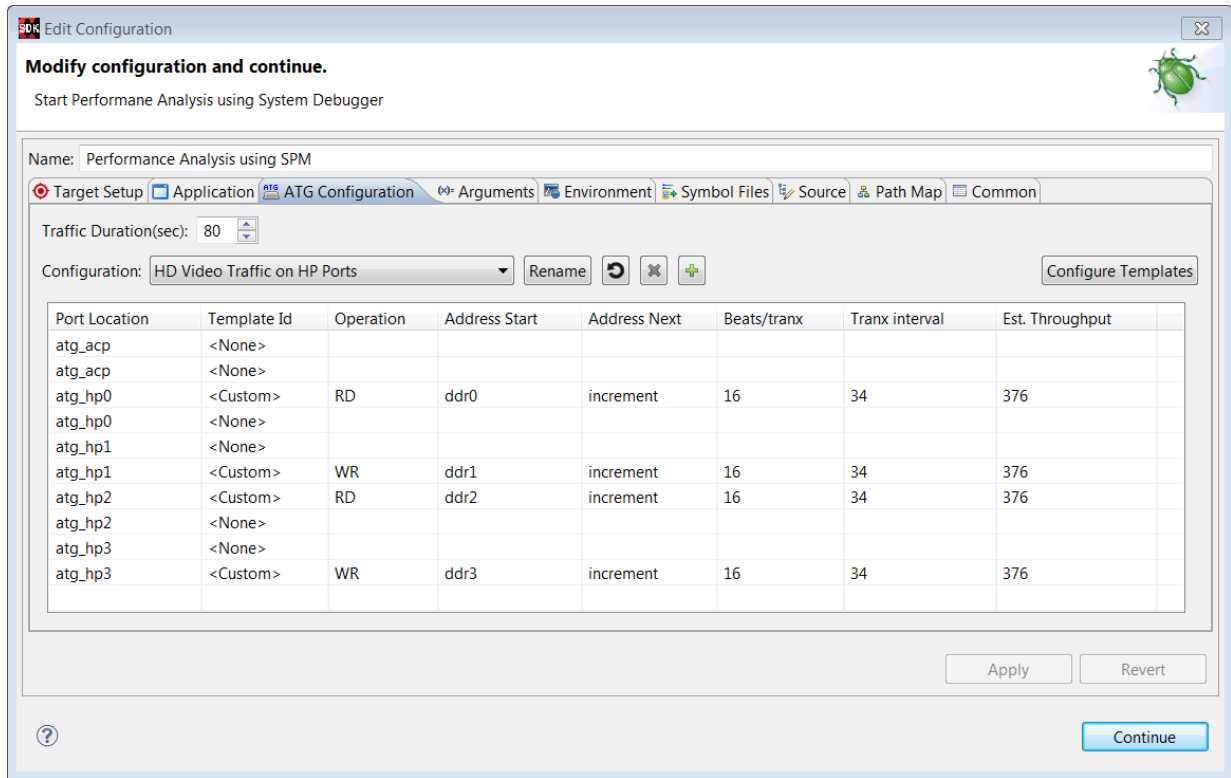 SDK Edit Configuration
Modify configuration and continue.
Start Performane Analysis using System Debugger
Name: Performance Analysis using SPM
Target Setup Application ATG ATG Configuration (x)= Arguments Environment Symbol Files Source Path Map Common
Traffic Duration(sec): 80
Configuration: HD Video Traffic on HP Ports Rename Configure Templates
Port Location Template Id Operation Address Start Address Next Beats/tranx Tranx interval Est. Throughput
atg_acp <None>
atg_acp <None>
atg_hp0 <Custom> RD ddr0 increment 16 34 376
atg_hp0 <None>
atg_hp1 <None>
atg_hp1 <Custom> WR ddr1 increment 16 34 376
atg_hp2 <Custom> RD ddr2 increment 16 34 376
atg_hp2 <None>
atg_hp3 <None>
atg_hp3 <Custom> WR ddr3 increment 16 34 376
Apply Revert
? Continue